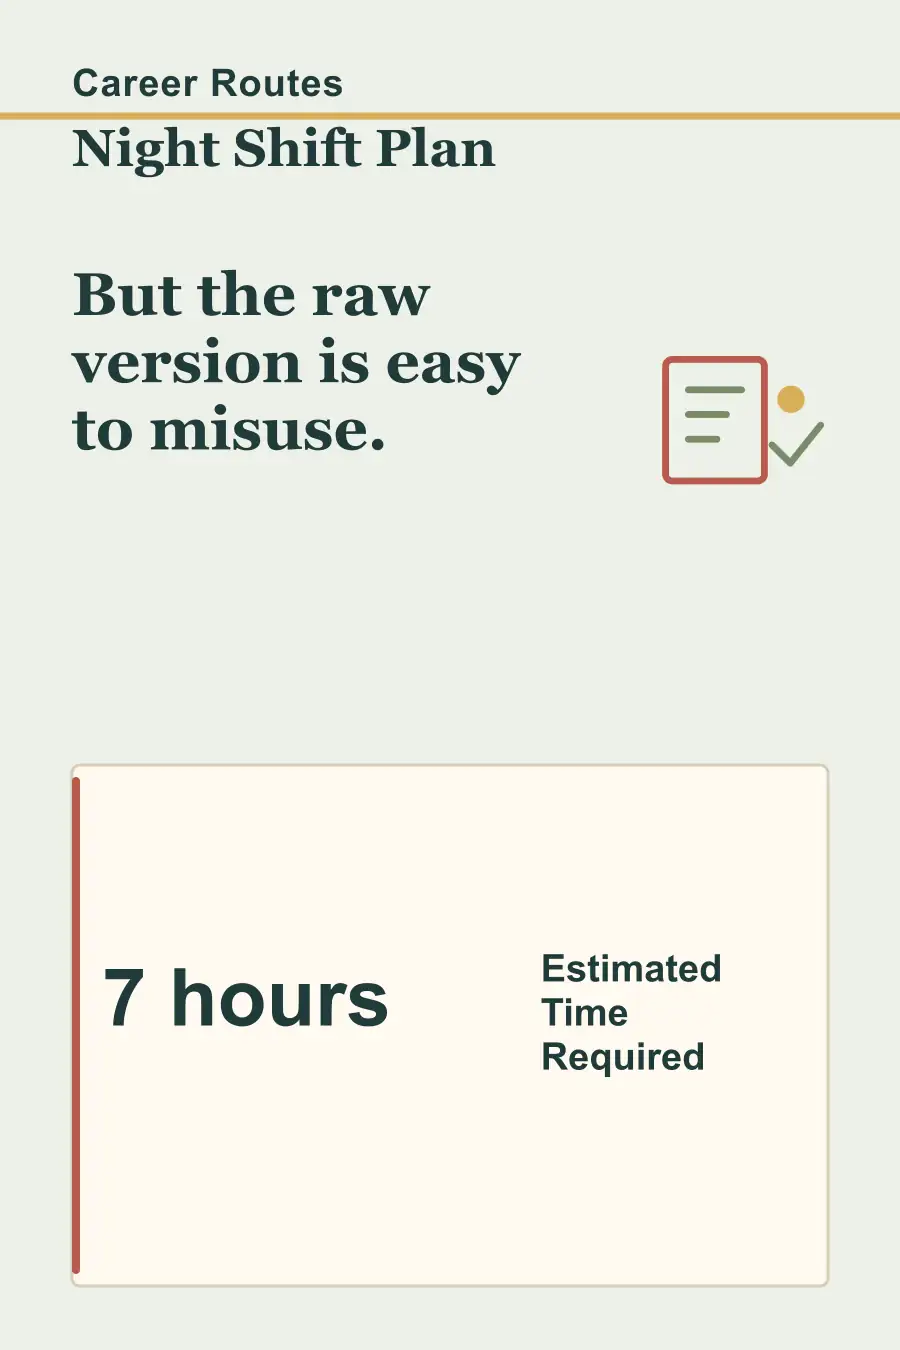 Career Routes
Night Shift Plan
But the raw
version is easy
to misuse.
7 hours
Estimated
Time
Required